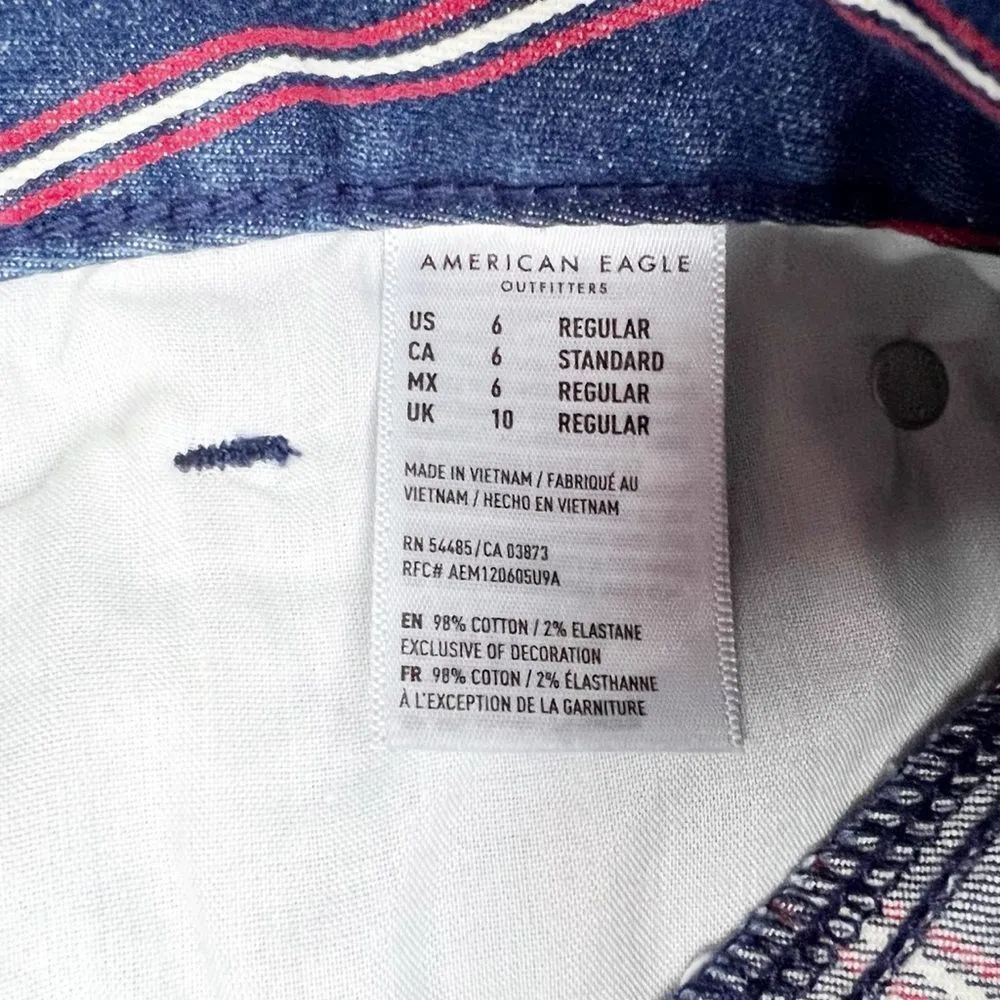 AMERICAN EAGLE
OUTFITTERS
US 6 REGULAR
CA 6 STANDARD
MX 6 REGULAR
UK 10 REGULAR
MADE IN VIETNAM / FABRIQUÉ AU
VIETNAM / HECHO EN VIETNAM
RN 54485/CA 03873
RFC# AEM120605U9A
EN 98% COTTON / 2% ELASTANE
EXCLUSIVE OF DECORATION
FR 98% COTON / 2% ÉLASTHANNE
À L'EXCEPTION DE LA GARNITURE